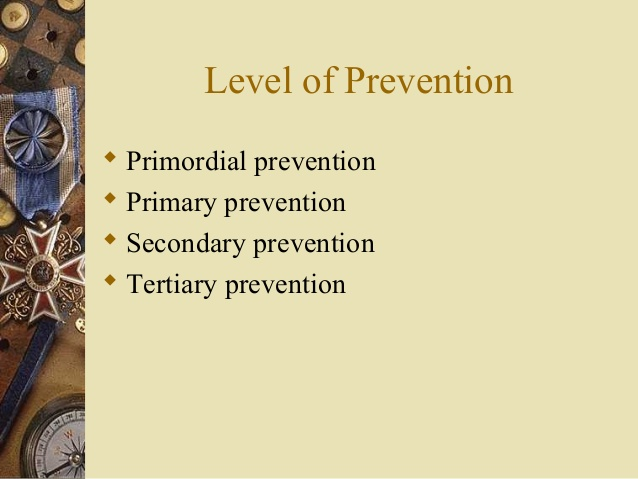 Level of Prevention
Primordial prevention
Primary prevention
Secondary prevention
Tertiary prevention